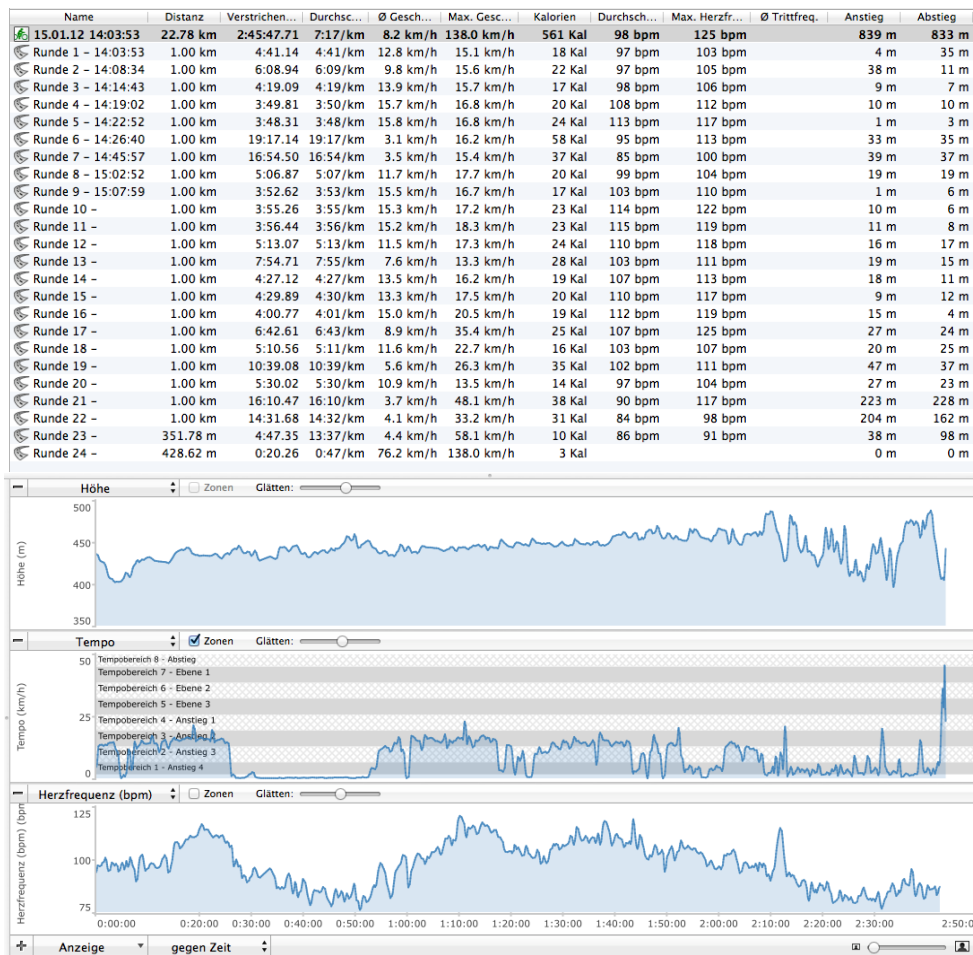 Name Distanz Verstrichen... Durchsc... Ø Gesch... Max. Gesc... Kalorien Durchsch... Max. Herzfr... Ø Trittfreq. Anstieg Abstieg
15.01.12 14:03:53 22.78 km 2:45:47.71 7:17/km 8.2 km/h 138.0 km/h 561 Kal 98 bpm 125 bpm 839 m 833 m
Runde 1 – 14:03:53 1.00 km 4:41.14 4:41/km 12.8 km/h 15.1 km/h 18 Kal 97 bpm 103 bpm 4 m 35 m
Runde 2 – 14:08:34 1.00 km 6:08.94 6:09/km 9.8 km/h 15.6 km/h 22 Kal 97 bpm 105 bpm 38 m 11 m
Runde 3 – 14:14:43 1.00 km 4:19.09 4:19/km 13.9 km/h 15.7 km/h 17 Kal 98 bpm 106 bpm 9 m 7 m
Runde 4 – 14:19:02 1.00 km 3:49.81 3:50/km 15.7 km/h 16.8 km/h 20 Kal 108 bpm 112 bpm 10 m 10 m
Runde 5 – 14:22:52 1.00 km 3:48.31 3:48/km 15.8 km/h 16.8 km/h 24 Kal 113 bpm 117 bpm 1 m 3 m
Runde 6 – 14:26:40 1.00 km 19:17.14 19:17/km 3.1 km/h 16.2 km/h 58 Kal 95 bpm 113 bpm 33 m 35 m
Runde 7 – 14:45:57 1.00 km 16:54.50 16:54/km 3.5 km/h 15.4 km/h 37 Kal 85 bpm 100 bpm 39 m 37 m
Runde 8 – 15:02:52 1.00 km 5:06.87 5:07/km 11.7 km/h 17.7 km/h 20 Kal 99 bpm 104 bpm 19 m 19 m
Runde 9 – 15:07:59 1.00 km 3:52.62 3:53/km 15.5 km/h 16.7 km/h 17 Kal 103 bpm 110 bpm 1 m 6 m
Runde 10 – 1.00 km 3:55.26 3:55/km 15.3 km/h 17.2 km/h 23 Kal 114 bpm 122 bpm 10 m 6 m
Runde 11 – 1.00 km 3:56.44 3:56/km 15.2 km/h 18.3 km/h 23 Kal 115 bpm 119 bpm 11 m 8 m
Runde 12 – 1.00 km 5:13.07 5:13/km 11.5 km/h 17.3 km/h 24 Kal 110 bpm 118 bpm 16 m 17 m
Runde 13 – 1.00 km 7:54.71 7:55/km 7.6 km/h 13.3 km/h 28 Kal 103 bpm 111 bpm 19 m 15 m
Runde 14 – 1.00 km 4:27.12 4:27/km 13.5 km/h 16.2 km/h 19 Kal 107 bpm 113 bpm 18 m 11 m
Runde 15 – 1.00 km 4:29.89 4:30/km 13.3 km/h 17.5 km/h 20 Kal 110 bpm 117 bpm 9 m 12 m
Runde 16 – 1.00 km 4:00.77 4:01/km 15.0 km/h 20.5 km/h 19 Kal 112 bpm 119 bpm 15 m 4 m
Runde 17 – 1.00 km 6:42.61 6:43/km 8.9 km/h 35.4 km/h 25 Kal 107 bpm 125 bpm 27 m 24 m
Runde 18 – 1.00 km 5:10.56 5:11/km 11.6 km/h 22.7 km/h 16 Kal 103 bpm 107 bpm 20 m 25 m
Runde 19 – 1.00 km 10:39.08 10:39/km 5.6 km/h 26.3 km/h 35 Kal 102 bpm 111 bpm 47 m 37 m
Runde 20 – 1.00 km 5:30.02 5:30/km 10.9 km/h 13.5 km/h 14 Kal 97 bpm 104 bpm 27 m 23 m
Runde 21 – 1.00 km 16:10.47 16:10/km 3.7 km/h 48.1 km/h 38 Kal 90 bpm 117 bpm 223 m 228 m
Runde 22 – 1.00 km 14:31.68 14:32/km 4.1 km/h 33.2 km/h 31 Kal 84 bpm 98 bpm 204 m 162 m
Runde 23 – 351.78 m 4:47.35 13:37/km 4.4 km/h 58.1 km/h 10 Kal 86 bpm 91 bpm 38 m 98 m
Runde 24 – 428.62 m 0:20.26 0:47/km 76.2 km/h 138.0 km/h 3 Kal 0 m 0 m
Höhe Zonen Glätten:
500
450
400
350
Höhe (m)
Tempo Zonen Glätten:
50
25
0
Tempo (km/h)
Tempobereich 8 - Abstieg
Tempobereich 7 - Ebene 1
Tempobereich 6 - Ebene 2
Tempobereich 5 - Ebene 3
Tempobereich 4 - Anstieg 1
Tempobereich 3 - Anstieg 2
Tempobereich 2 - Anstieg 3
Tempobereich 1 - Anstieg 4
Herzfrequenz (bpm) Zonen Glätten:
125
100
75
Herzfrequenz (bpm) (bpm
0:00:00 0:20:00 0:40:00 0:50:00 1:00:00 1:10:00 1:20:00 1:30:00 1:40:00 1:50:00 2:00:00 2:10:00 2:20:00 2:30:00 2:50:0
Anzeige gegen Zeit